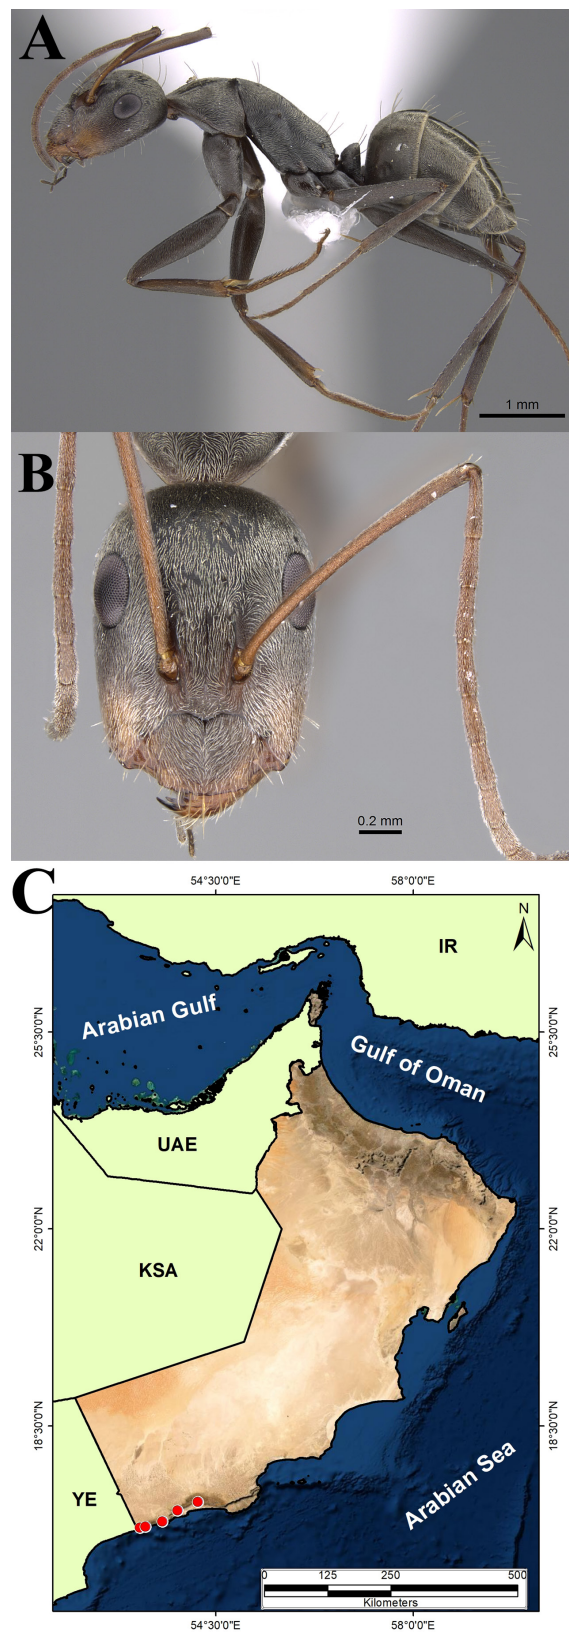 A
1 mm
B
0.2 mm
C
54°30'0"E
58°0'0"E
N
IR
Arabian Gulf
25°30'0"N
25°30'0"N
Gulf of Oman
UAE
22°0'0"N
22°0'0"N
KSA
18°30'0"N
18°30'0"N
Arabian Sea
YE
0
125
250
500
Kilometers
54°30'0"E
58°0'0"E